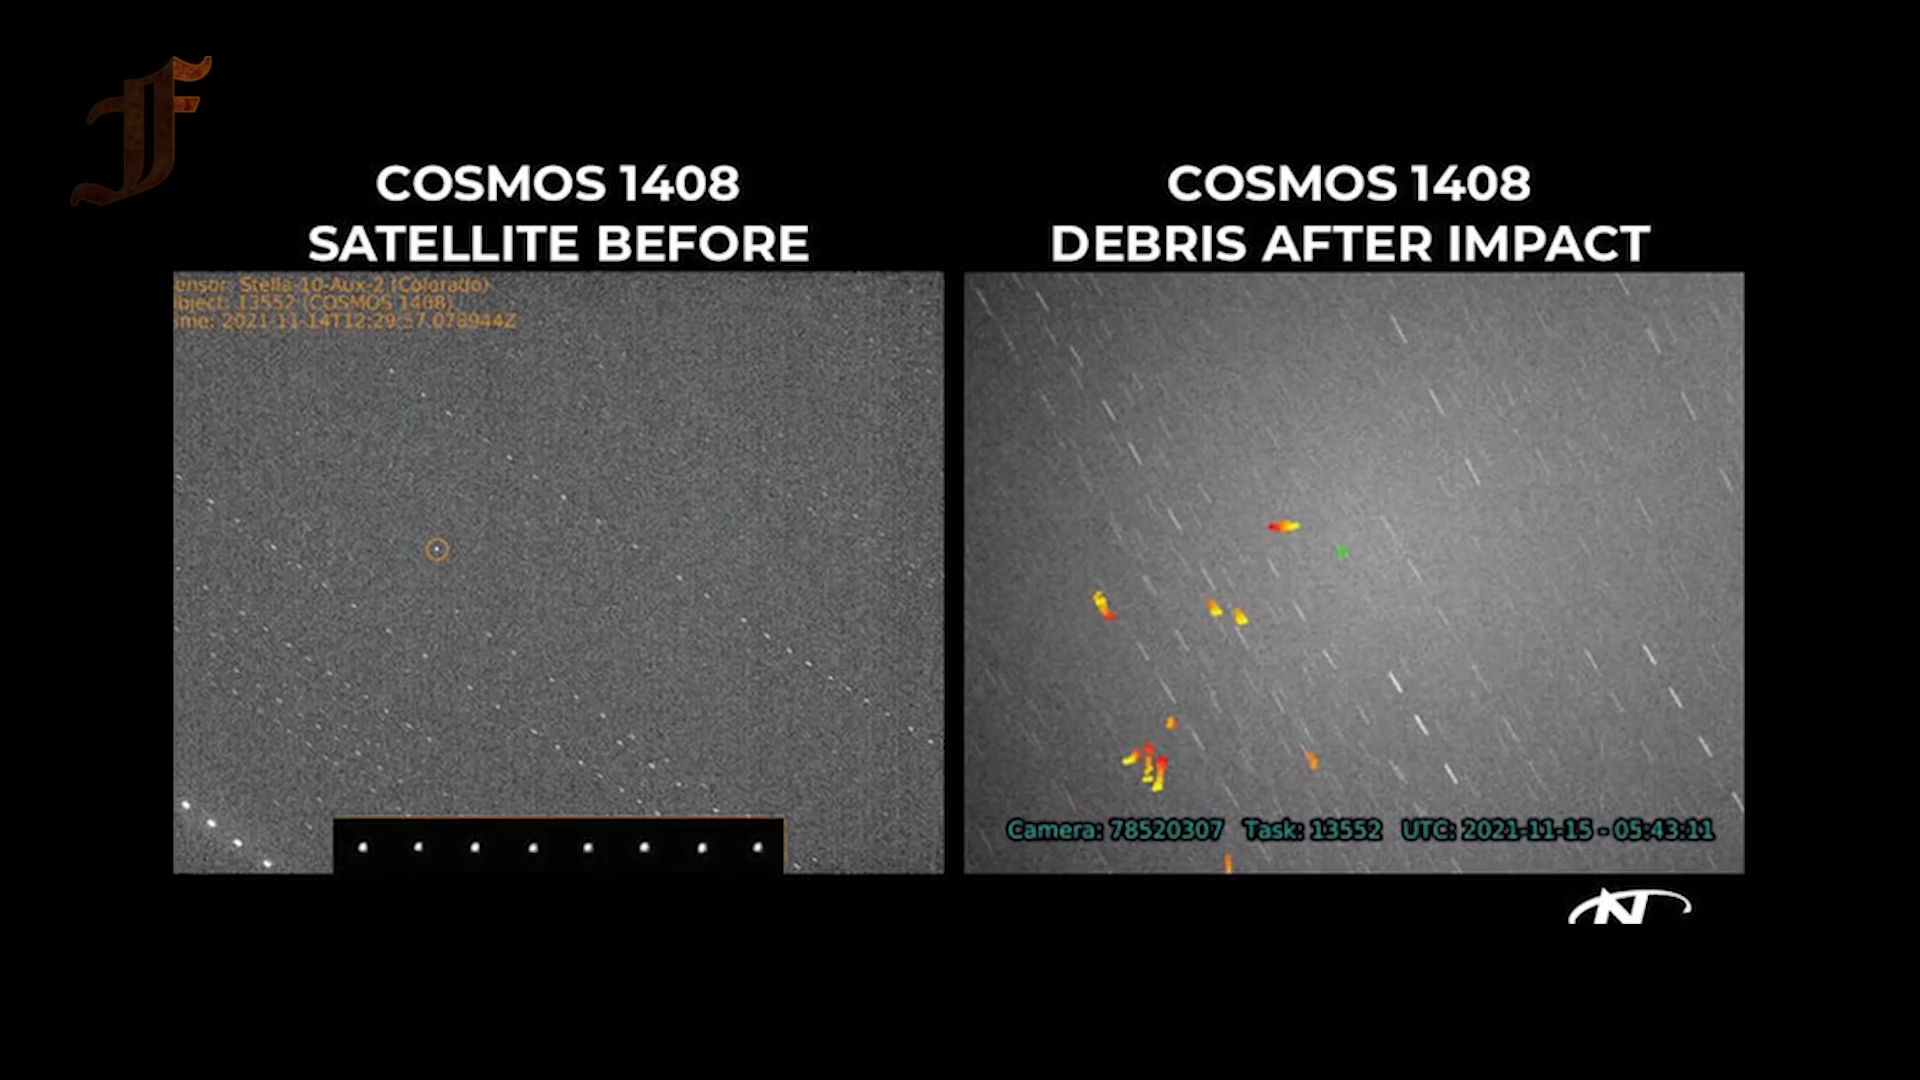 COSMOS 1408
SATELLITE BEFORE
COSMOS 1408
DEBRIS AFTER IMPACT
ensor: Stella-10-Aux-2 (Colorado)
bject: 13552 (COSMOS 1408)
me: 2021-11-14T12:29:57.078944Z
Camera: 78520307 Task: 13552 UTC: 2021-11-15 - 05:43:11